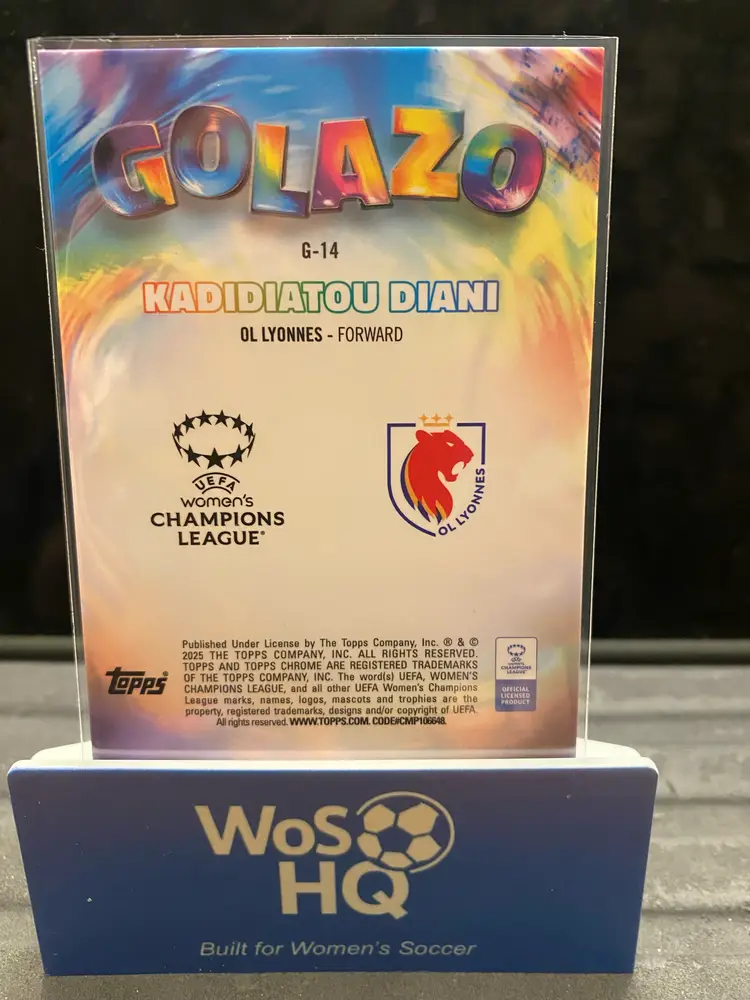 GOLAZO
G-14
KADIDIATOU DIANI
OL LYONNES - FORWARD
UEFA
women's
CHAMPIONS
LEAGUE®
OL LYONNES
topps®
Published Under License by The Topps Company, Inc. ® & ©
2025 THE TOPPS COMPANY, INC. ALL RIGHTS RESERVED.
TOPPS AND TOPPS CHROME ARE REGISTERED TRADEMARKS
OF THE TOPPS COMPANY, INC. The word(s) UEFA, WOMEN'S
CHAMPIONS LEAGUE, and all other UEFA Women's Champions
League marks, names, logos, mascots and trophies are the
property, registered trademarks, designs and/or copyright of UEFA.
All rights reserved. WWW.TOPPS.COM. CODE#CMP106648.
CHAMPIONS
LEAGUE
OFFICIAL
LICENSED
PRODUCT
WoS
HQ
Built for Women's Soccer